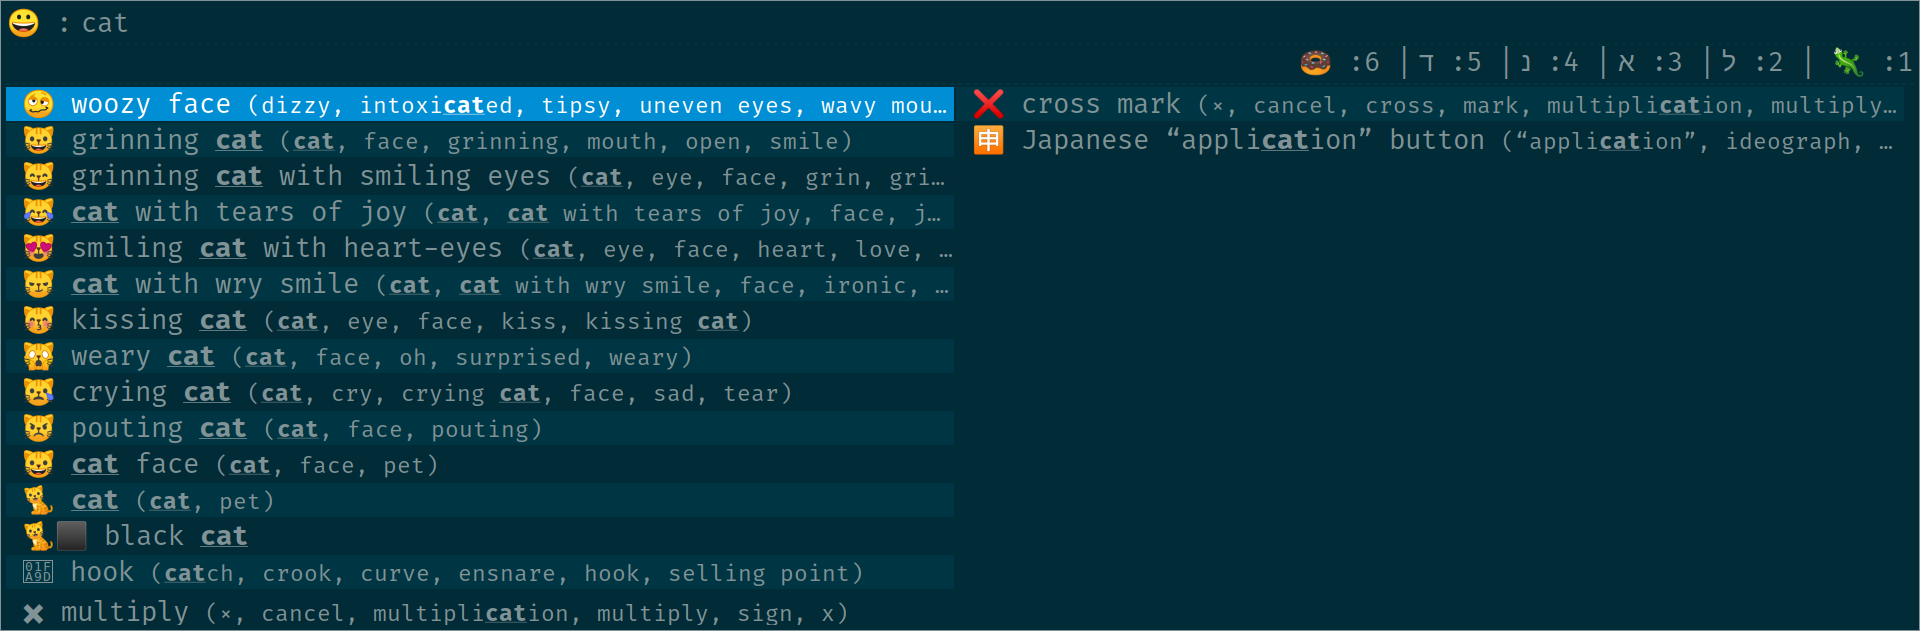 😀 : cat
🍩 :6 | ד :5 | נ :4 | א :3 | ל :2 | 🦎 :1
🥴 woozy face (dizzy, intoxicated, tipsy, uneven eyes, wavy mou…
😺 grinning cat (cat, face, grinning, mouth, open, smile)
😸 grinning cat with smiling eyes (cat, eye, face, grin, gri…
😹 cat with tears of joy (cat, cat with tears of joy, face, j…
😻 smiling cat with heart-eyes (cat, eye, face, heart, love, …
😼 cat with wry smile (cat, cat with wry smile, face, ironic, …
😽 kissing cat (cat, eye, face, kiss, kissing cat)
🙀 weary cat (cat, face, oh, surprised, weary)
😿 crying cat (cat, cry, crying cat, face, sad, tear)
😾 pouting cat (cat, face, pouting)
🐱 cat face (cat, face, pet)
🐈 cat (cat, pet)
🐈⬛ black cat
01F A9D hook (catch, crook, curve, ensnare, hook, selling point)
✖ multiply (×, cancel, multiplication, multiply, sign, x)
❌ cross mark (×, cancel, cross, mark, multiplication, multiply…
🈸 Japanese “application” button (“application”, ideograph, …